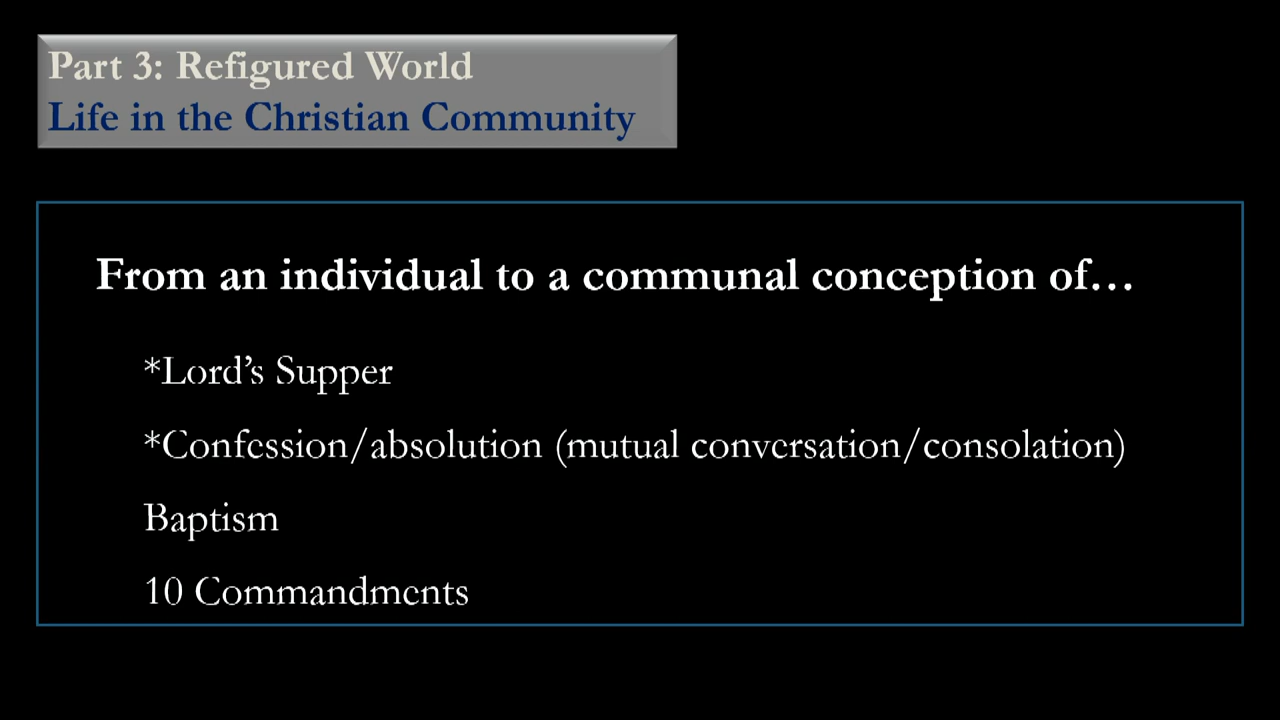 Part 3: Refigured World
Life in the Christian Community
From an individual to a communal conception of…
*Lord’s Supper
*Confession/absolution (mutual conversation/consolation)
Baptism
10 Commandments